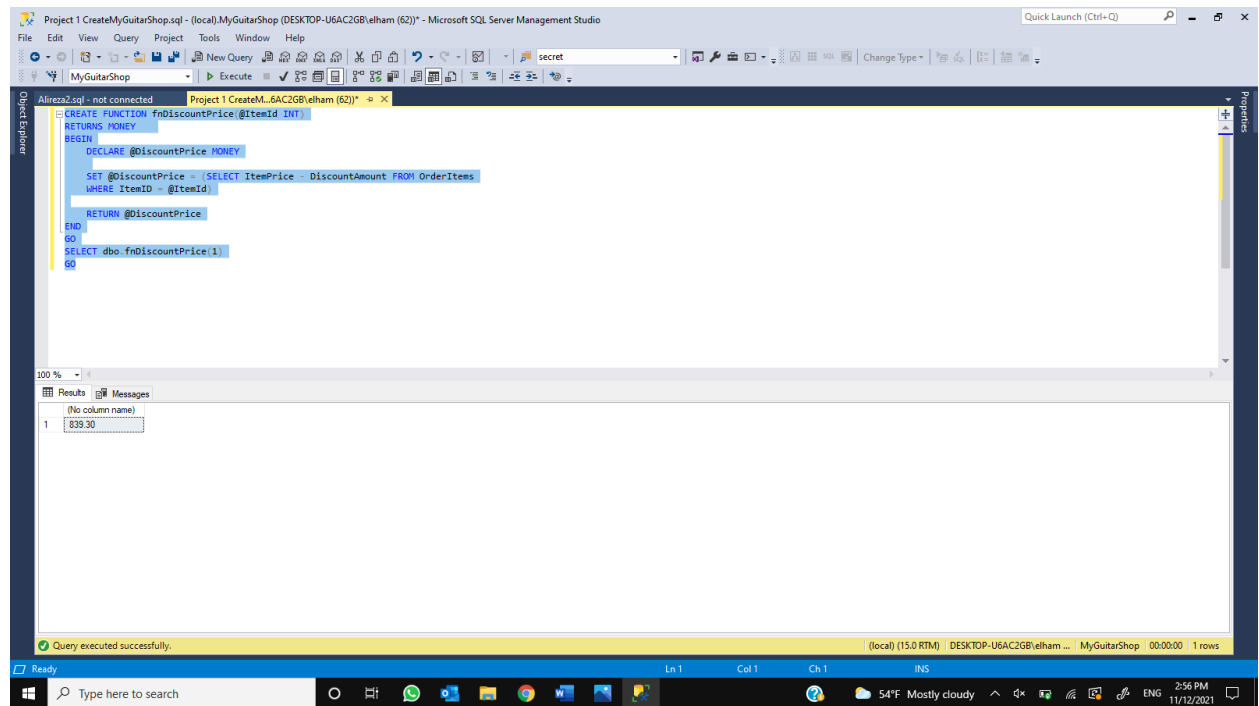 Project 1 CreateMyGuitarShop.sql - (local).MyGuitarShop (DESKTOP-U6AC2GB\elham (62))* - Microsoft SQL Server Management Studio
Quick Launch (Ctrl+Q)
File Edit View Query Project Tools Window Help
New Query secret Change Type
MyGuitarShop Execute
Object Explorer
Properties
Alireza2.sql - not connected Project 1 CreateM...6AC2GB\elham (62))*
CREATE FUNCTION fnDiscountPrice(@ItemId INT)
RETURNS MONEY
BEGIN
DECLARE @DiscountPrice MONEY
SET @DiscountPrice = (SELECT ItemPrice - DiscountAmount FROM OrderItems
WHERE ItemID = @ItemId)
RETURN @DiscountPrice
END
GO
SELECT dbo.fnDiscountPrice(1)
GO
100 %
Results Messages
(No column name)
1 839.30
Query executed successfully. (local) (15.0 RTM) DESKTOP-U6AC2GB\elham ... MyGuitarShop 00:00:00 1 rows
Ready Ln 1 Col 1 Ch 1 INS
Type here to search 54°F Mostly cloudy ENG 2:56 PM
11/12/2021